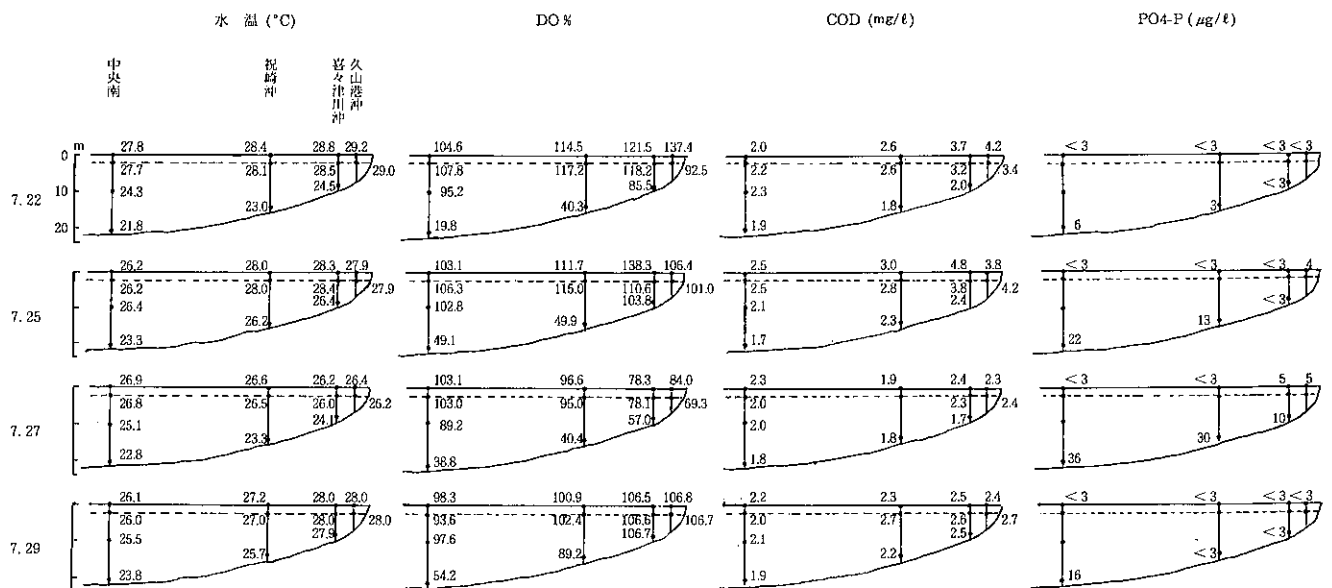 水 温 (°C) DO % COD (mg/ℓ) PO4-P (μg/ℓ)
中央南 祝崎沖 喜々津川沖 久山港沖
m
7.22
0
10
20
27.8 28.4 28.8 29.2 104.6 114.5 121.5 137.4 2.0 2.6 3.7 4.2 <3 <3 <3 <3
27.7 28.1 28.5 29.0 107.8 117.2 118.2 92.5 2.2 2.6 3.2 3.4
24.3 24.5 95.2 85.5 2.3 2.0 <3
21.8 23.0 19.8 40.3 1.9 1.8 6 3
7.25
26.2 28.0 28.3 27.9 103.1 111.7 138.3 106.4 2.5 3.0 4.8 3.8 <3 <3 <3 4
26.2 28.0 28.4 27.9 106.3 115.0 110.6 101.0 2.5 2.8 3.8 4.2
26.4 26.4 102.8 103.8 2.1 2.4 <3
23.3 26.2 49.1 49.9 1.7 2.3 22 13
7.27
26.9 26.6 26.2 26.4 103.1 96.6 78.3 84.0 2.3 1.9 2.4 2.3 <3 <3 5 5
26.8 26.5 26.0 26.2 103.0 95.0 78.1 69.3 2.0 2.3 2.4
25.1 24.1 89.2 57.0 2.0 1.7 10
22.8 23.3 38.8 40.4 1.8 1.8 36 30
7.29
26.1 27.2 28.0 28.0 98.3 100.9 106.5 106.8 2.2 2.3 2.5 2.4 <3 <3 <3 <3
26.0 27.0 28.0 28.0 93.6 102.4 106.6 106.7 2.0 2.7 2.6 2.7
25.5 27.9 97.6 106.7 2.1 2.5 <3
23.8 25.7 54.2 89.2 1.9 2.2 16 <3